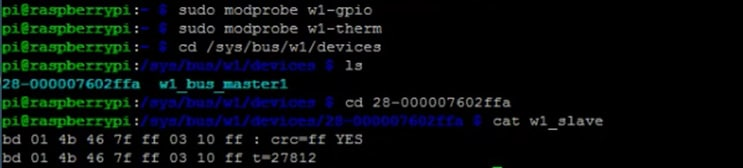 pi@raspberrypi:~ $ sudo modprobe w1-gpio
pi@raspberrypi:~ $ sudo modprobe w1-therm
pi@raspberrypi:~ $ cd /sys/bus/w1/devices
pi@raspberrypi:/sys/bus/w1/devices $ ls
28-000007602ffa w1_bus_master1
pi@raspberrypi:/sys/bus/w1/devices $ cd 28-000007602ffa
pi@raspberrypi:/sys/bus/w1/devices/28-000007602ffa $ cat w1_slave
bd 01 4b 46 7f ff 03 10 ff : crc=ff YES
bd 01 4b 46 7f ff 03 10 ff t=27812